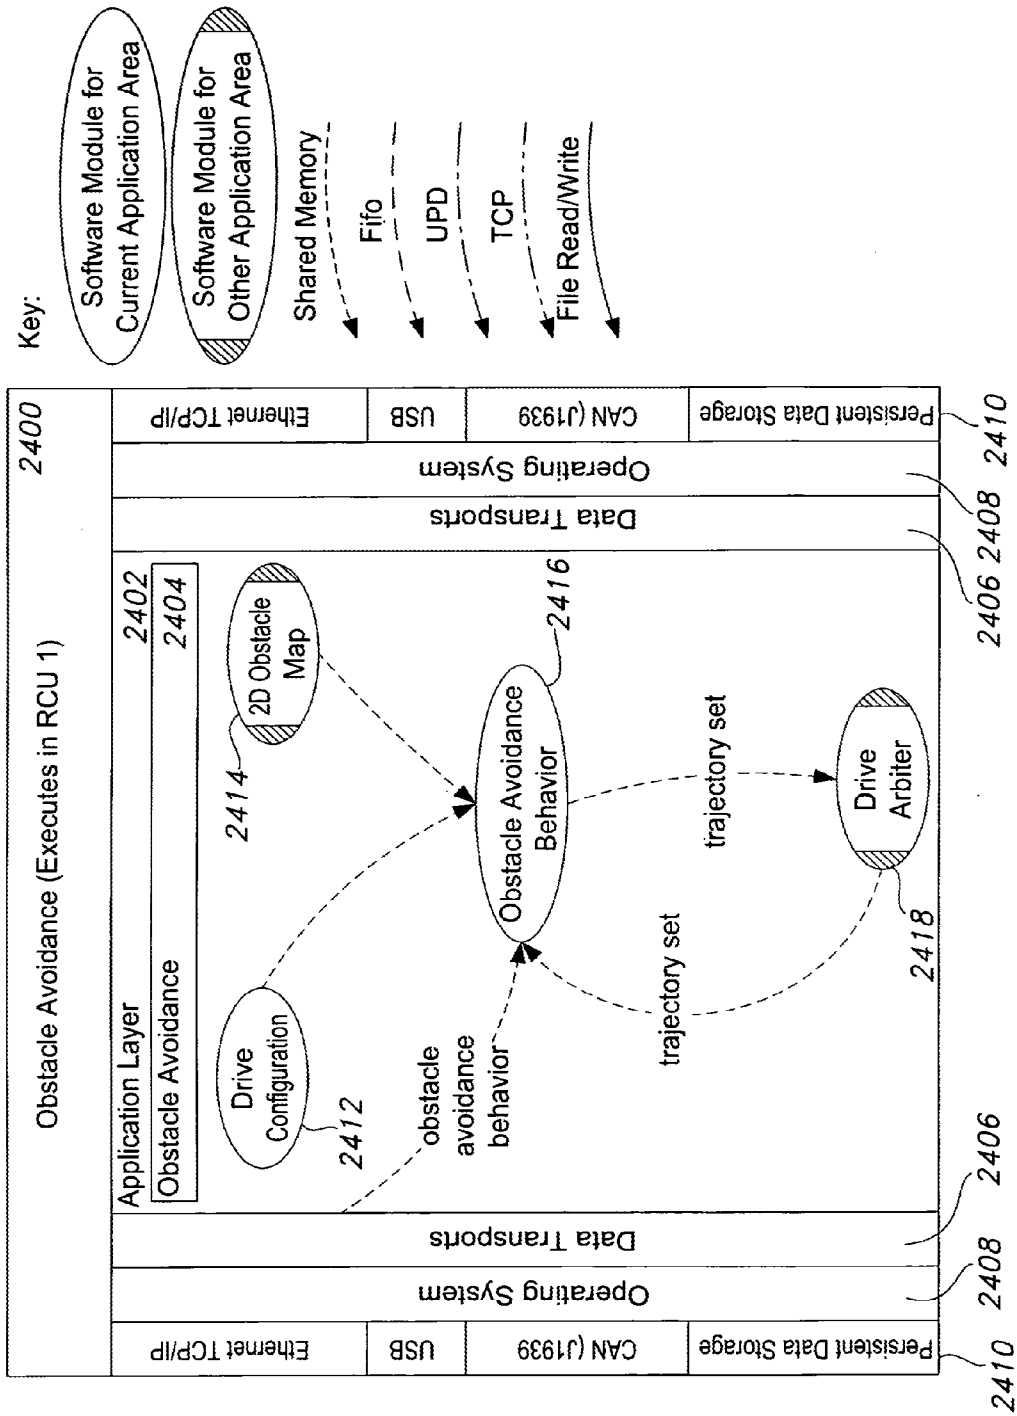 Obstacle Avoidance (Executes in RCU 1)
2400
Application Layer
2402
Obstacle Avoidance
2404
Ethernet TCP/IP
USB
CAN (J1939)
Persistent Data Storage
2410
Operating System
2408
Data Transports
2406
Drive
Configuration
2412
2D Obstacle
Map
2414
obstacle
avoidance
behavior
Obstacle Avoidance
Behavior
2416
trajectory set
trajectory set
Drive
Arbiter
2418
Data Transports
2406
Operating System
2408
Ethernet TCP/IP
USB
CAN (J1939
Persistent Data Storage
2410
Key:
Software Module for
Current Application Area
Software Module for
Other Application Area
Shared Memory
Fifo
UPD
TCP
File Read/Write